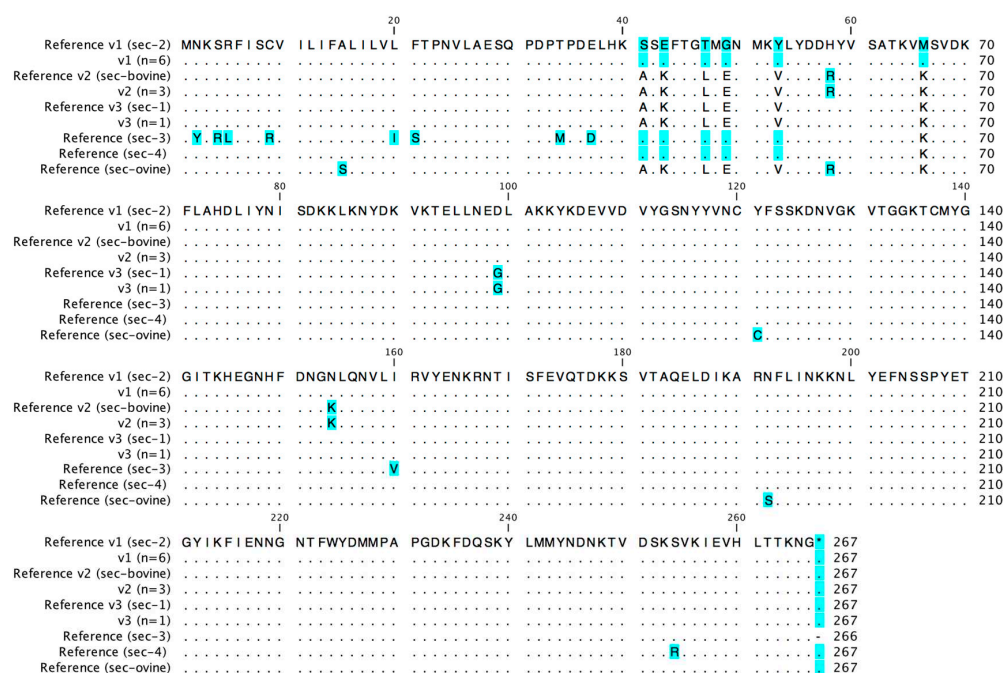 20 40 60
Reference v1 (sec-2) MNKSRFISCV ILIFALILVL FTPNVLAESQ PDPTPDELHK SSEFTGTMGN MKYLYDDHYV SATKVMSVDK 70
v1 (n=6) .......... .......... .......... .......... .......... .......... .......... 70
Reference v2 (sec-bovine) .......... .......... .......... .......... A.K...L.E. ..V....R.. .....K.... 70
v2 (n=3) .......... .......... .......... .......... A.K...L.E. ..V....R.. .....K.... 70
Reference v3 (sec-1) .......... .......... .......... .......... A.K...L.E. ..V....... .....K.... 70
v3 (n=1) .......... .......... .......... .......... A.K...L.E. ..V....... .....K.... 70
Reference (sec-3) .Y.RL...R. .........I S......... ...M..D... .......... .......... .....K.... 70
Reference (sec-4) .......... .......... .......... .......... .......... .......... .....K.... 70
Reference (sec-ovine) .......... ....S..... .......... .......... A.K...L.E. ..V....R.. .....K.... 70
80 100 120 140
Reference v1 (sec-2) FLAHDLIYNI SDKKLKNYDK VKTELLNEDL AKKYKDEVVD VYGSNYYVNC YFSSKDNVGK VTGGKTCMYG 140
v1 (n=6) .......... .......... .......... .......... .......... .......... .......... 140
Reference v2 (sec-bovine) .......... .......... .......... .......... .......... .......... .......... 140
v2 (n=3) .......... .......... .......... .......... .......... .......... .......... 140
Reference v3 (sec-1) .......... .......... ........G. .......... .......... .......... .......... 140
v3 (n=1) .......... .......... ........G. .......... .......... .......... .......... 140
Reference (sec-3) .......... .......... .......... .......... .......... .......... .......... 140
Reference (sec-4) .......... .......... .......... .......... .......... .......... .......... 140
Reference (sec-ovine) .......... .......... .......... .......... .......... C......... .......... 140
160 180 200
Reference v1 (sec-2) GITKHEGNHF DNGNLQNVLI RVYENKRNTI SFEVQTDKKS VTAQELDIKA RNFLINKKNL YEFNSSPYET 210
v1 (n=6) .......... .......... .......... .......... .......... .......... .......... 210
Reference v2 (sec-bovine) .......... ...K...... .......... .......... .......... .......... .......... 210
v2 (n=3) .......... ...K...... .......... .......... .......... .......... .......... 210
Reference v3 (sec-1) .......... .......... .......... .......... .......... .......... .......... 210
v3 (n=1) .......... .......... .......... .......... .......... .......... .......... 210
Reference (sec-3) .......... .........V .......... .......... .......... .......... .......... 210
Reference (sec-4) .......... .......... .......... .......... .......... .......... .......... 210
Reference (sec-ovine) .......... .......... .......... .......... .......... .S........ .......... 210
220 240 260
Reference v1 (sec-2) GYIKFIENNG NTFWYDMMPA PGDKFDQSKY LMMYNDNKTV DSKSVKIEVH LTTKNG* 267
v1 (n=6) .......... .......... .......... .......... .......... ....... 267
Reference v2 (sec-bovine) .......... .......... .......... .......... .......... ....... 267
v2 (n=3) .......... .......... .......... .......... .......... ....... 267
Reference v3 (sec-1) .......... .......... .......... .......... .......... ....... 267
v3 (n=1) .......... .......... .......... .......... .......... ....... 267
Reference (sec-3) .......... .......... .......... .......... .......... ......- 266
Reference (sec-4) .......... .......... .......... .......... ...R...... ....... 267
Reference (sec-ovine) .......... .......... .......... .......... .......... ....... 267